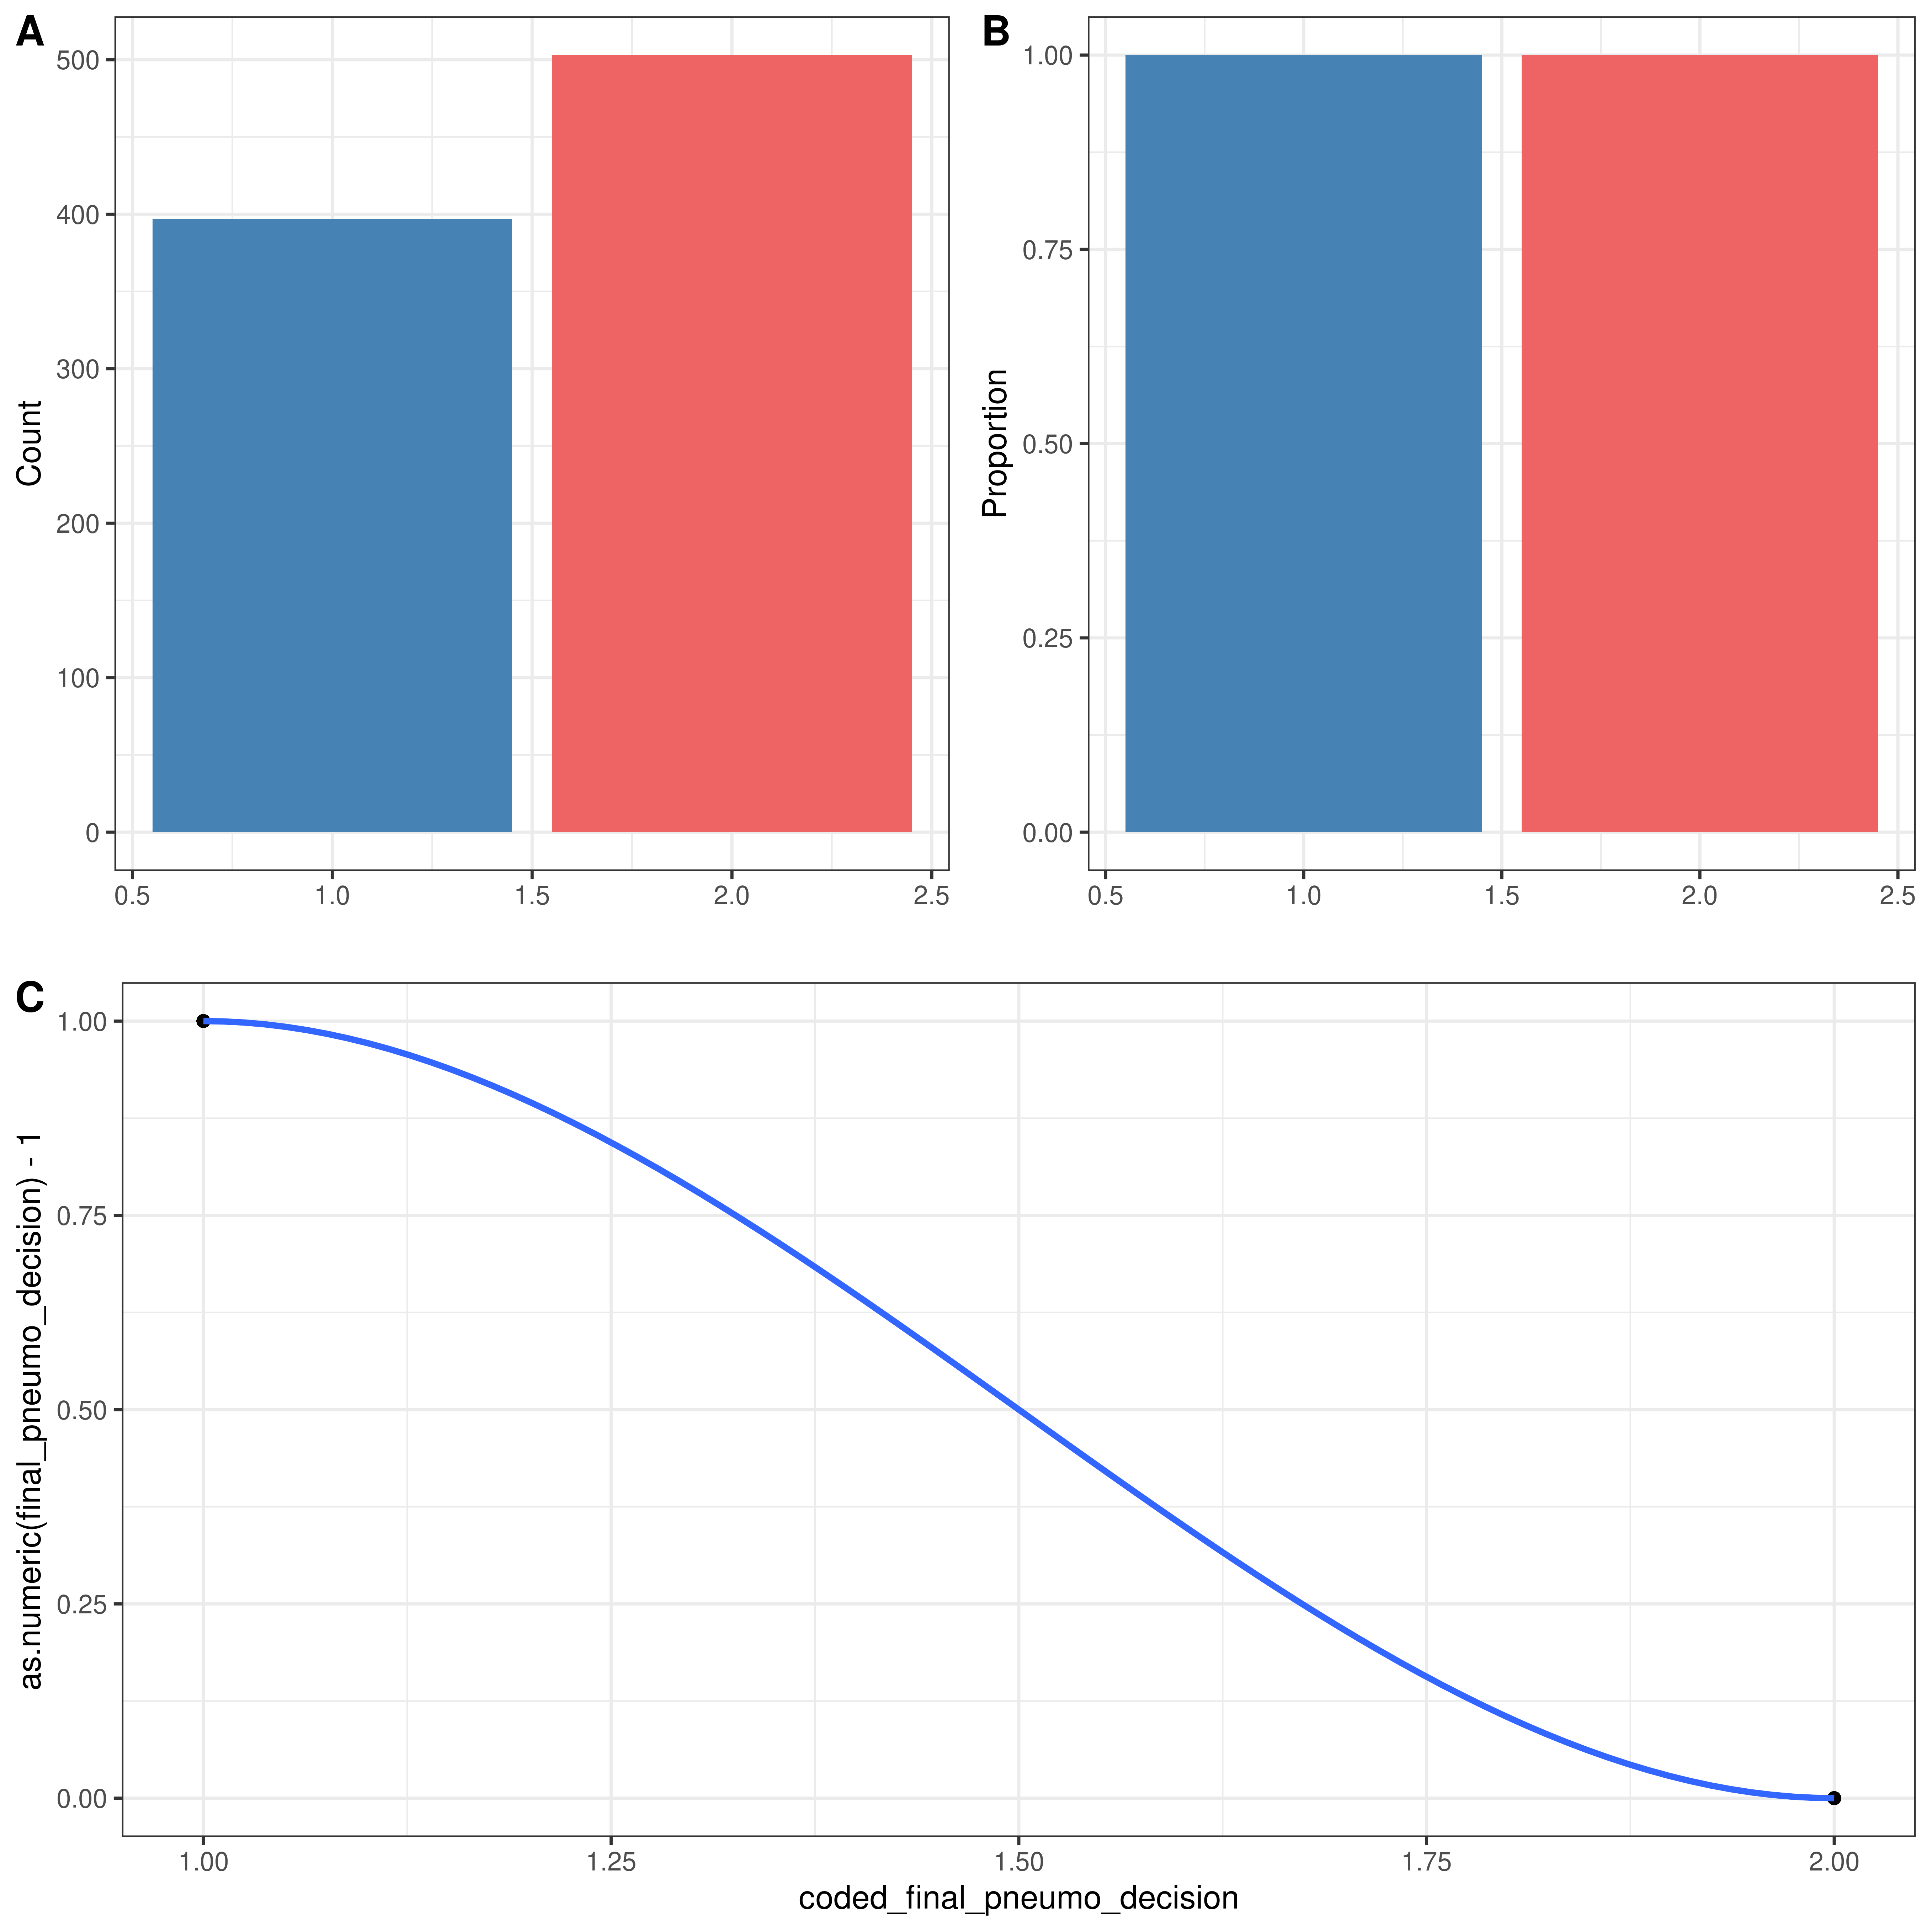 A
500
400
300
200
100
0
Count
0.5 1.0 1.5 2.0 2.5
B
1.00
0.75
0.50
0.25
0.00
Proportion
0.5 1.0 1.5 2.0 2.5
C
1.00
0.75
0.50
0.25
0.00
as.numeric(final_pneumo_decision) - 1
1.00 1.25 1.50 1.75 2.00
coded_final_pneumo_decision